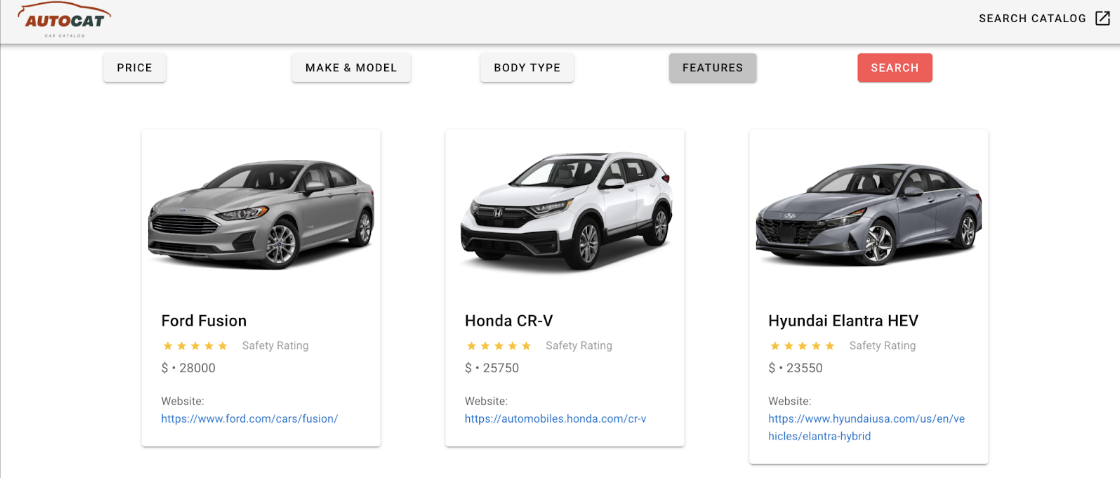 AUTOCAT
CAR CATALOG
SEARCH CATALOG
PRICE
MAKE & MODEL
BODY TYPE
FEATURES
SEARCH
Ford Fusion
Safety Rating
$ • 28000
Website:
https://www.ford.com/cars/fusion/
Honda CR-V
Safety Rating
$ • 25750
Website:
https://automobiles.honda.com/cr-v
Hyundai Elantra HEV
Safety Rating
$ • 23550
Website:
https://www.hyundaiusa.com/us/en/ve
hicles/elantra-hybrid